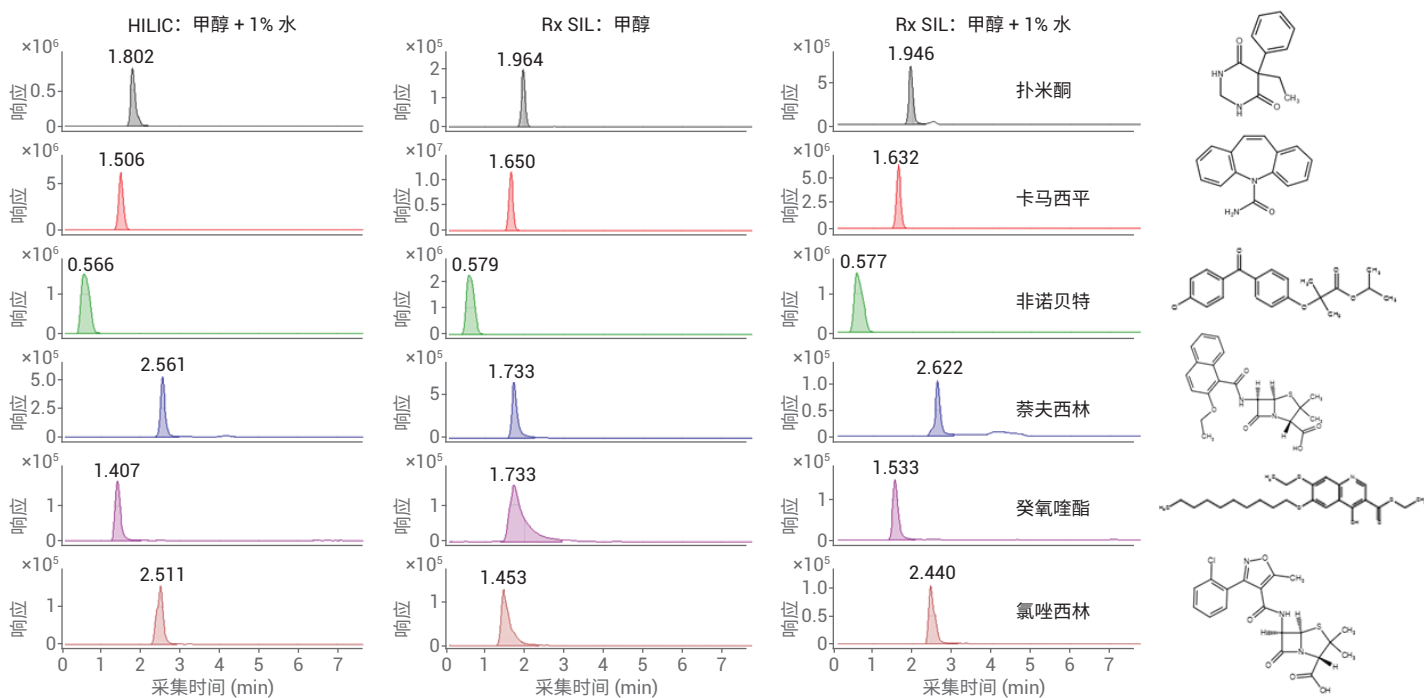 HILIC：甲醇 + 1% 水
Rx SIL：甲醇
Rx SIL：甲醇 + 1% 水
×10⁶
1.802
0.5
0
响应
×10⁵
1.964
2
1
0
响应
×10⁵
1.946
5
0
响应
扑米酮
O
HN
NH
O
CH₃
×10⁶
1.506
5
0
响应
×10⁷
1.650
1.0
0.5
0
响应
×10⁶
1.632
5.0
2.5
0
响应
卡马西平
N
H₂N
O
×10⁶
0.566
1
0
响应
×10⁶
0.579
2
1
0
响应
×10⁶
0.577
1
0
响应
非诺贝特
×10⁵
2.561
5.0
2.5
0
响应
×10⁵
1.733
5
0
响应
×10⁵
2.622
1.0
0.5
0
响应
萘夫西林
×10⁵
1.407
1
0
响应
×10⁵
1.733
1
0
响应
×10⁵
1.533
1
0
响应
癸氧喹酯
×10⁵
2.511
1
0
响应
×10⁵
1.453
1
0
响应
×10⁵
2.440
1.0
0.5
0
响应
氯唑西林
Cl
N
O
CH₃
O
NH
H
H
S
CH₃
CH₃
O
N
H
O
OH
0 1 2 3 4 5 6 7
采集时间 (min)
0 1 2 3 4 5 6 7
采集时间 (min)
0 1 2 3 4 5 6 7
采集时间 (min)